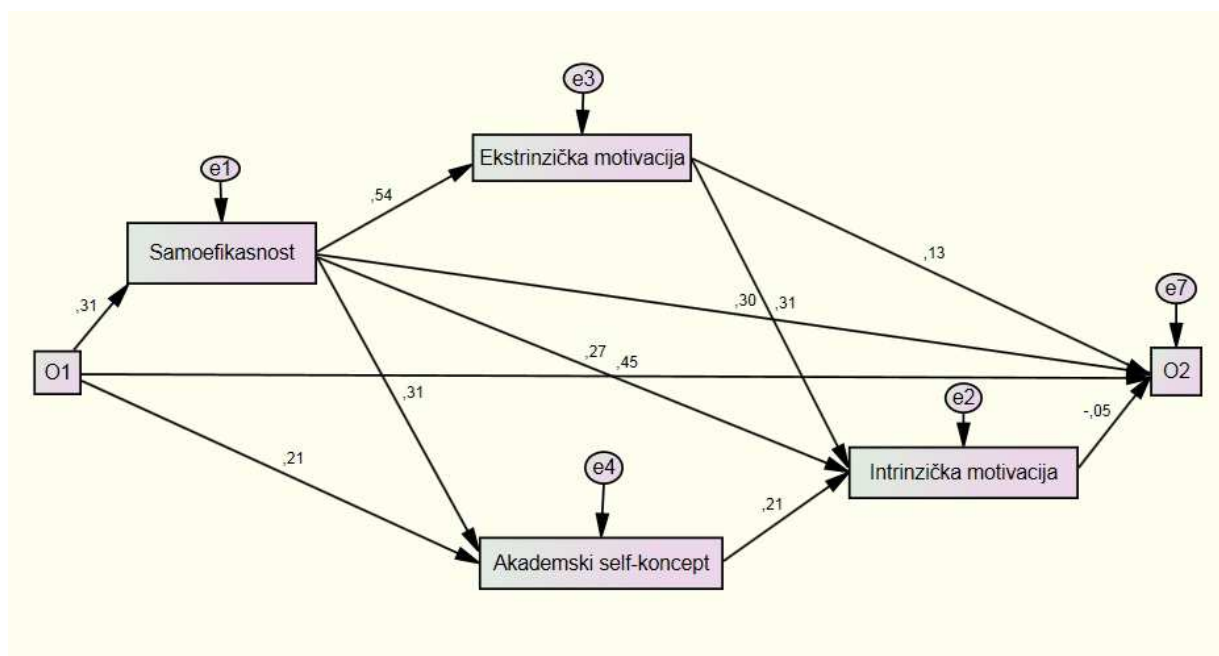 e3
Ekstrinzička motivacija
e1
,54
Samoefikasnost
,13
e7
,31
,30
,31
O1
,27
,45
O2
,31
e2
-,05
,21
e4
Intrinzička motivacija
,21
Akademski self-koncept